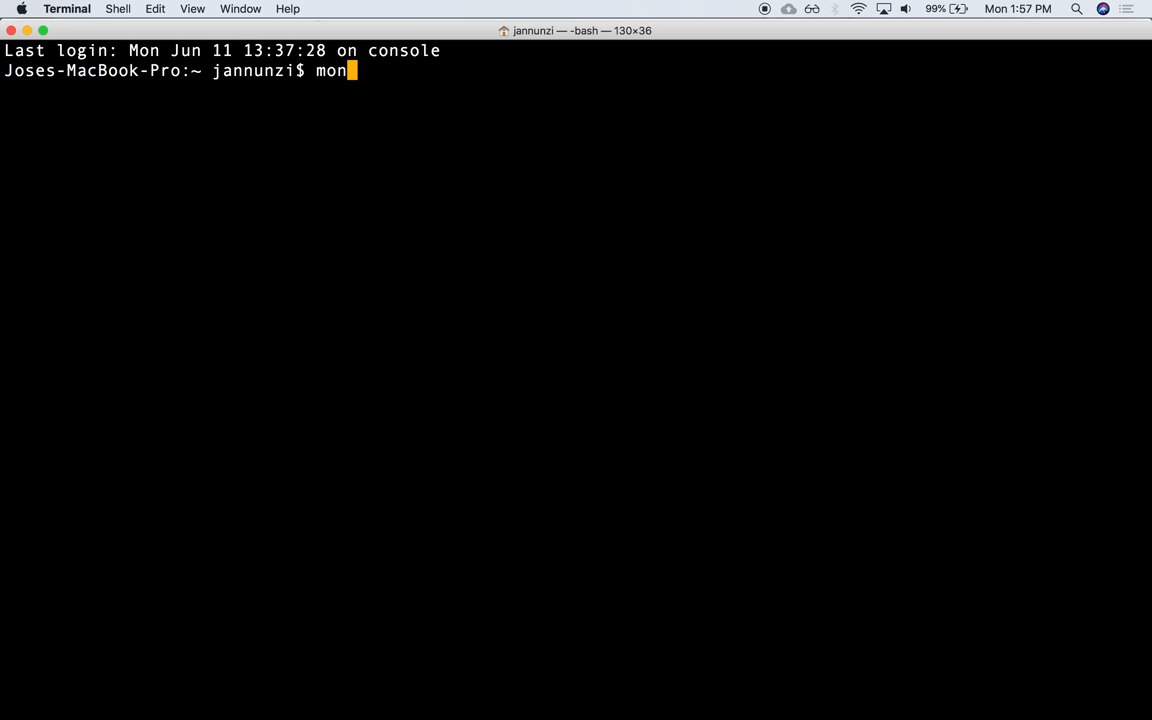 Terminal Shell Edit View Window Help 99% Mon 1:57 PM
jannunzi — -bash — 130×36
Last login: Mon Jun 11 13:37:28 on console
Joses-MacBook-Pro:~ jannunzi$ mon